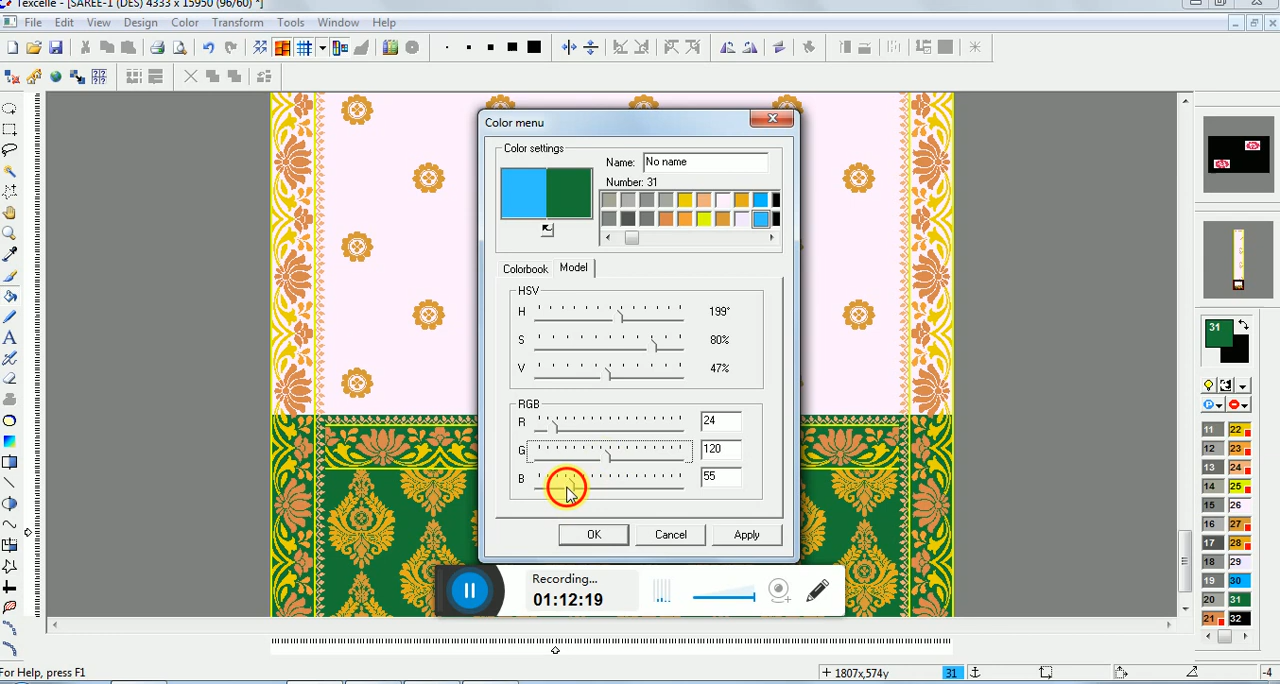 Texcelle - [SAREE-1 (DES) 4333 x 15950 (96/60) *]
File Edit View Design Color Transform Tools Window Help
Color menu
Color settings
Name: No name
Number: 31
Colorbook Model
HSV
H 199°
S 80%
V 47%
RGB
R 24
G 120
B 55
OK Cancel Apply
Recording...
01:12:19
31
11 22
12 23
13 24
14 25
15 26
16 27
17 28
18 29
19 30
20 31
21 32
For Help, press F1
1807x,574y 31 -4